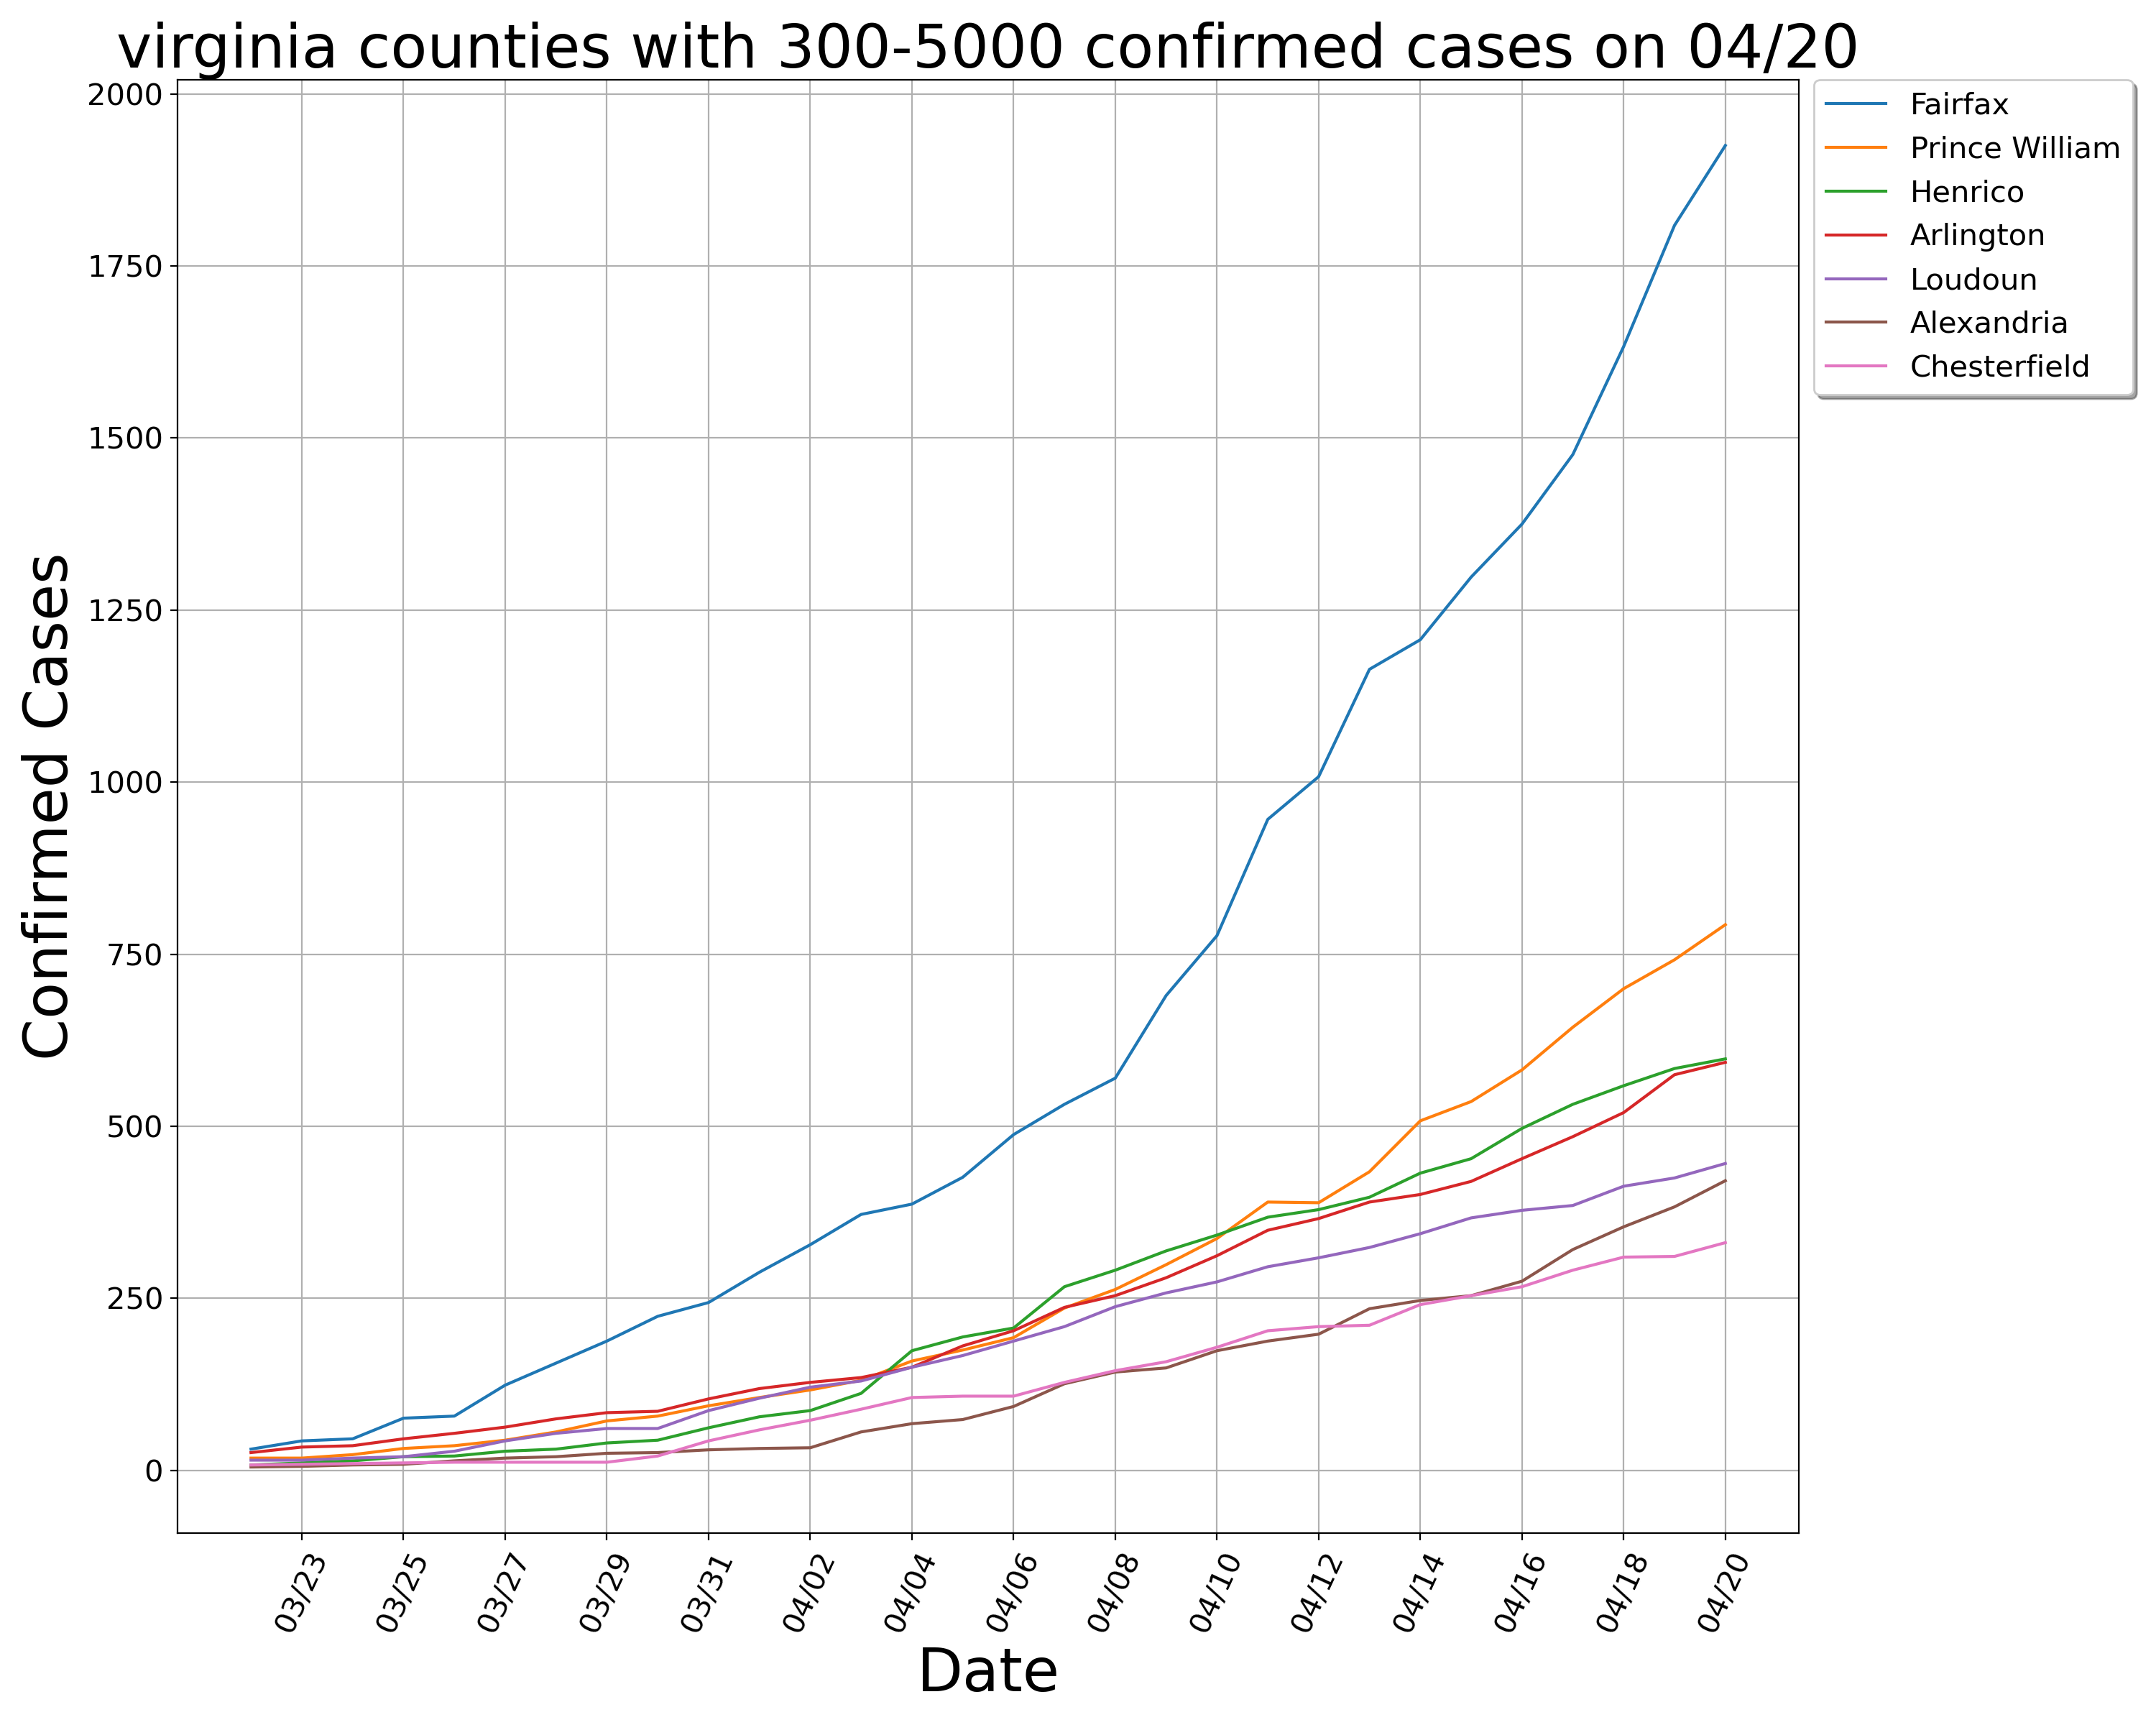 virginia counties with 300-5000 confirmed cases on 04/20
Confirmed Cases
2000
1750
1500
1250
1000
750
500
250
0
03/23
03/25
03/27
03/29
03/31
04/02
04/04
04/06
04/08
04/10
04/12
04/14
04/16
04/18
04/20
Date
Fairfax
Prince William
Henrico
Arlington
Loudoun
Alexandria
Chesterfield